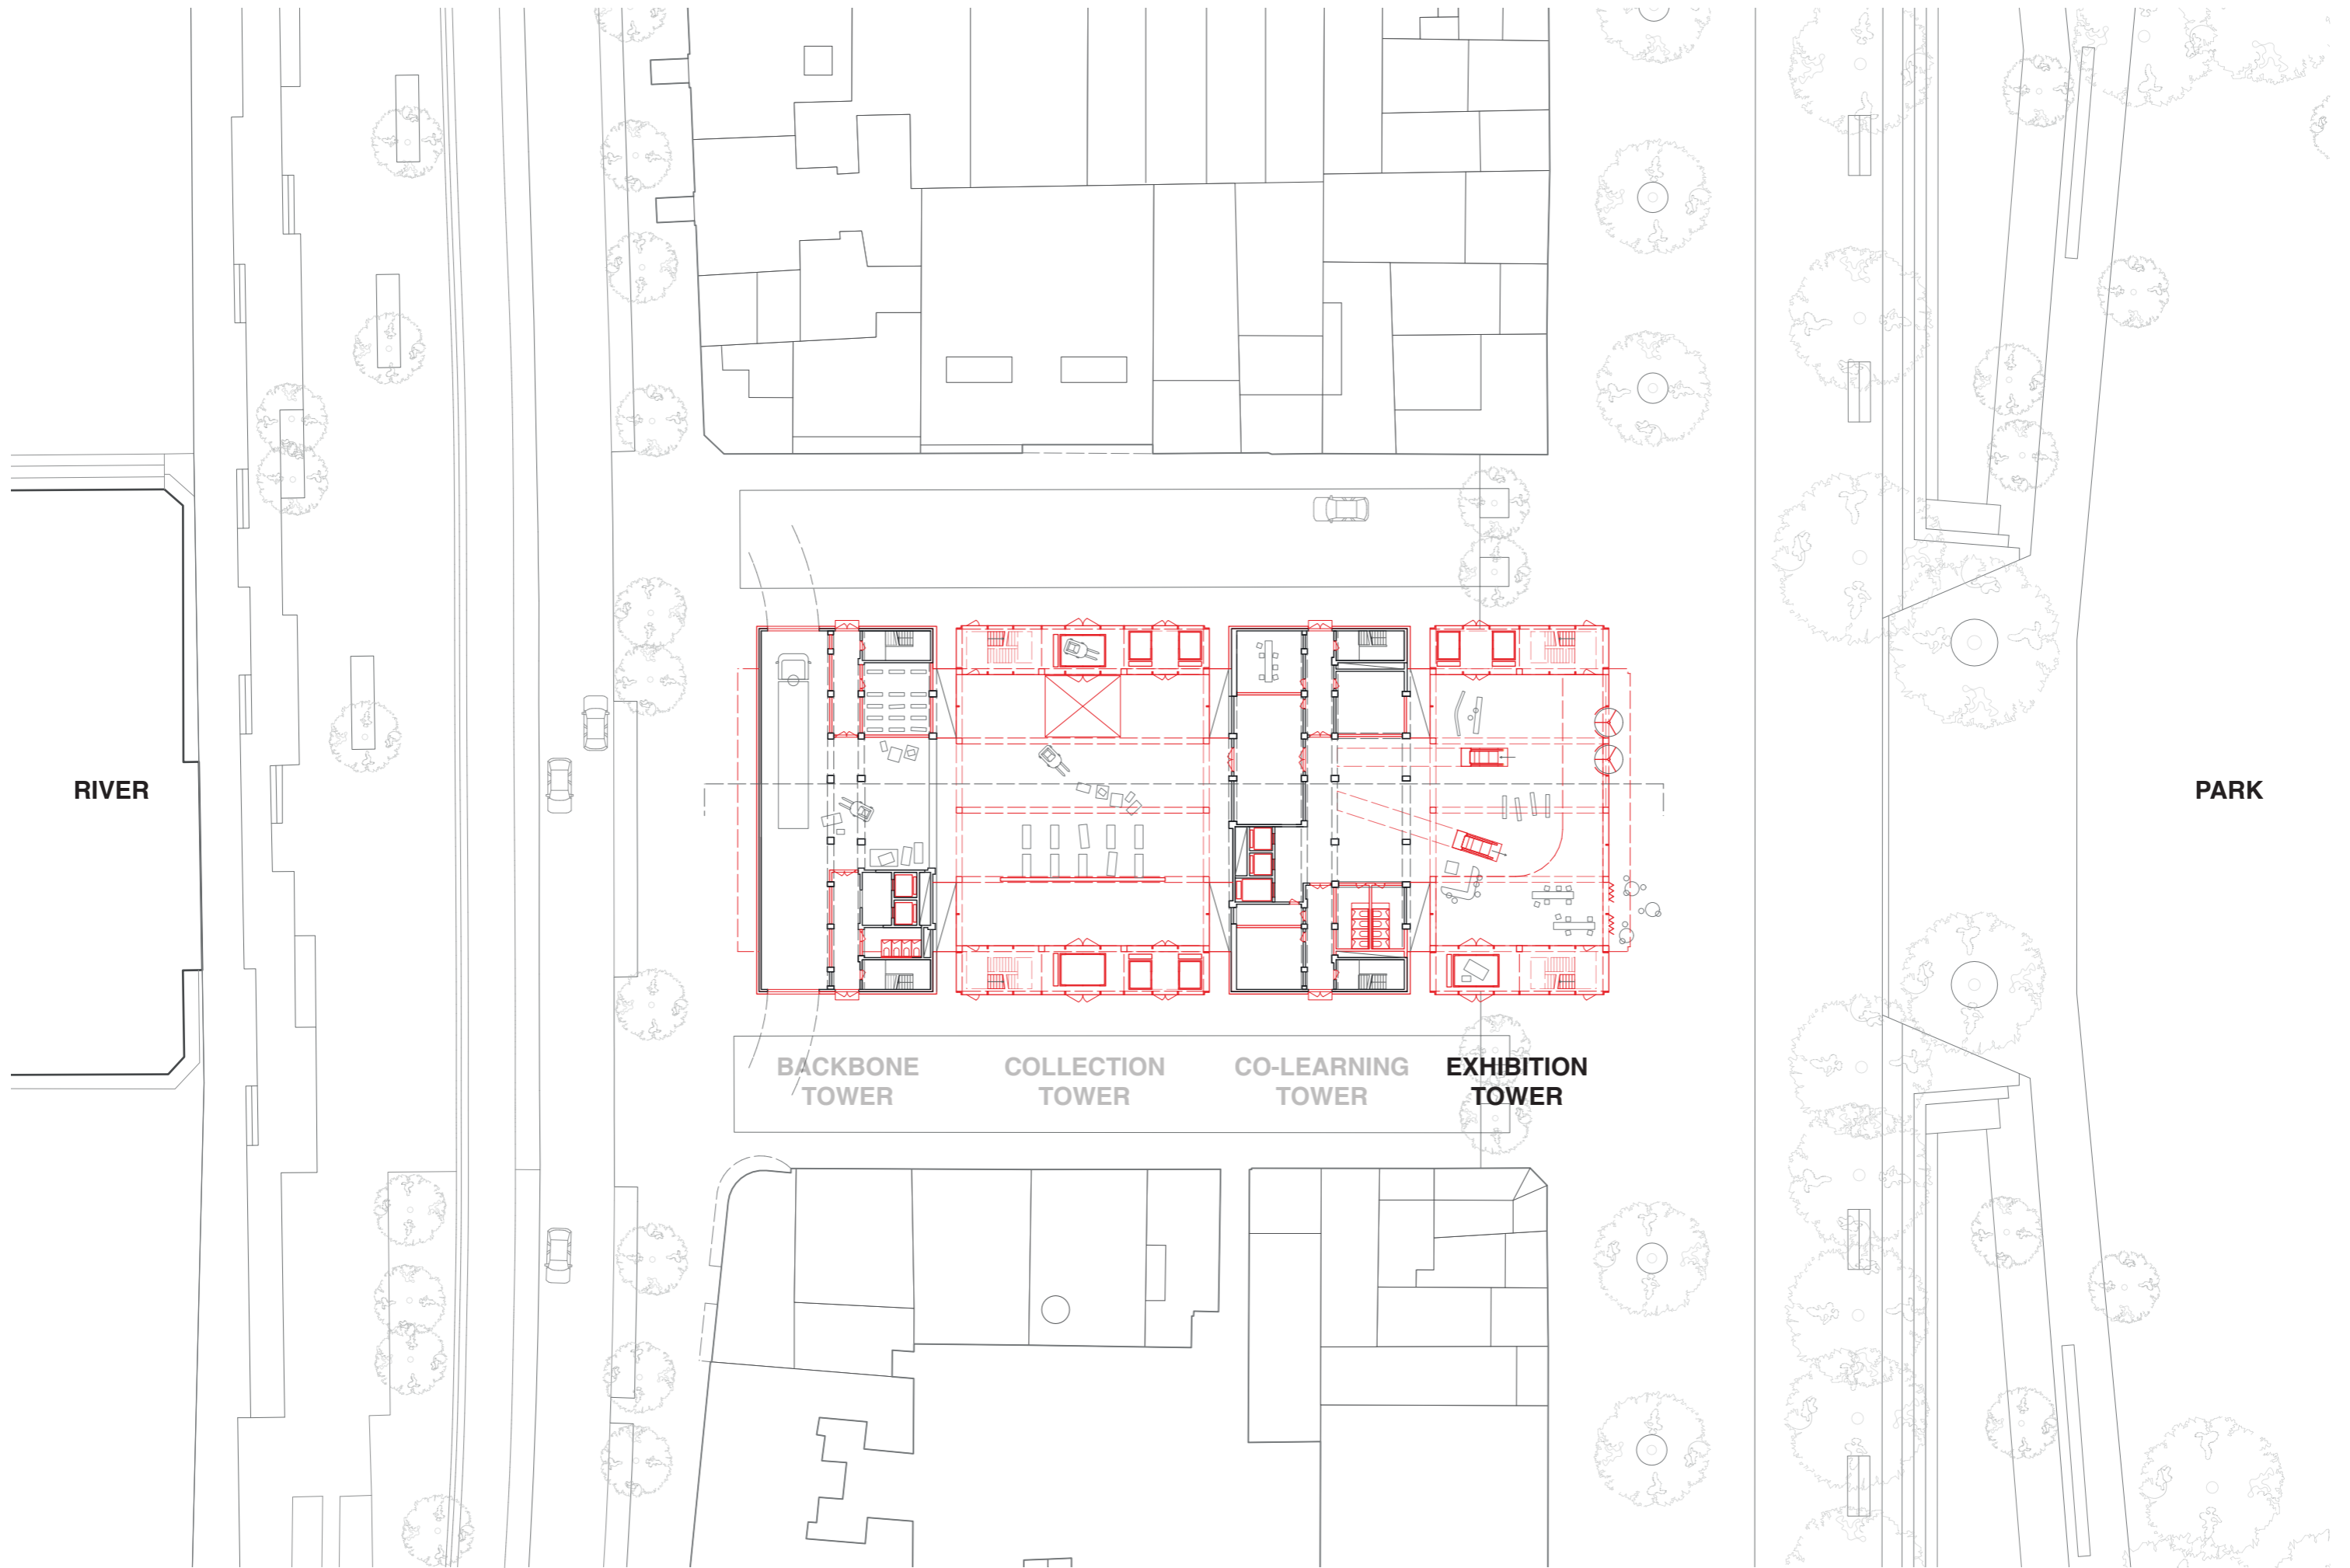 RIVER
PARK
BACKBONE
TOWER
COLLECTION
TOWER
CO-LEARNING
TOWER
EXHIBITION
TOWER